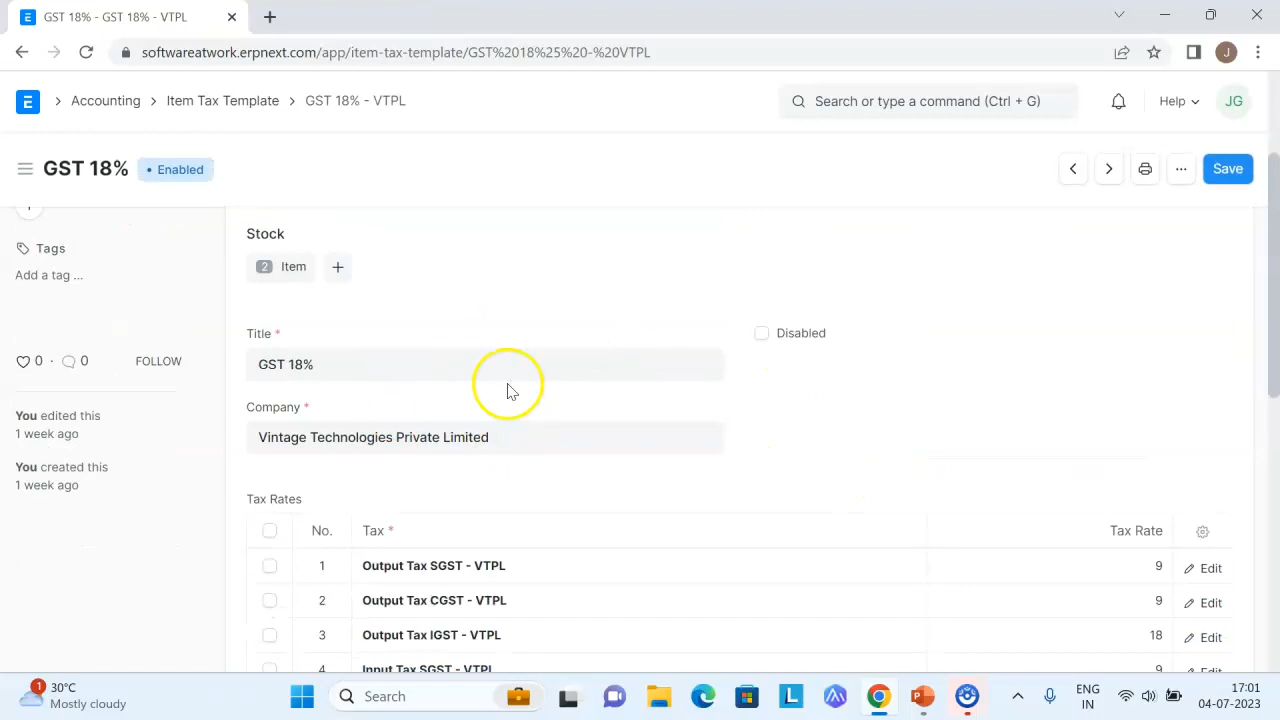 GST 18% - GST 18% - VTPL
softwareatwork.erpnext.com/app/item-tax-template/GST%2018%25%20-%20VTPL
J
E
Accounting
Item Tax Template
GST 18% - VTPL
Search or type a command (Ctrl + G)
Help
JG
GST 18%
Enabled
Save
Tags
Add a tag ...
0 · 0
FOLLOW
You edited this
1 week ago
You created this
1 week ago
Stock
2 Item
Title *
GST 18%
Disabled
Company *
Vintage Technologies Private Limited
Tax Rates
No. Tax * Tax Rate
1 Output Tax SGST - VTPL 9 Edit
2 Output Tax CGST - VTPL 9 Edit
3 Output Tax IGST - VTPL 18 Edit
4 Input Tax SGST - VTPL 9 Edit
1
30°C
Mostly cloudy
Search
L
ENG
IN
17:01
04-07-2023